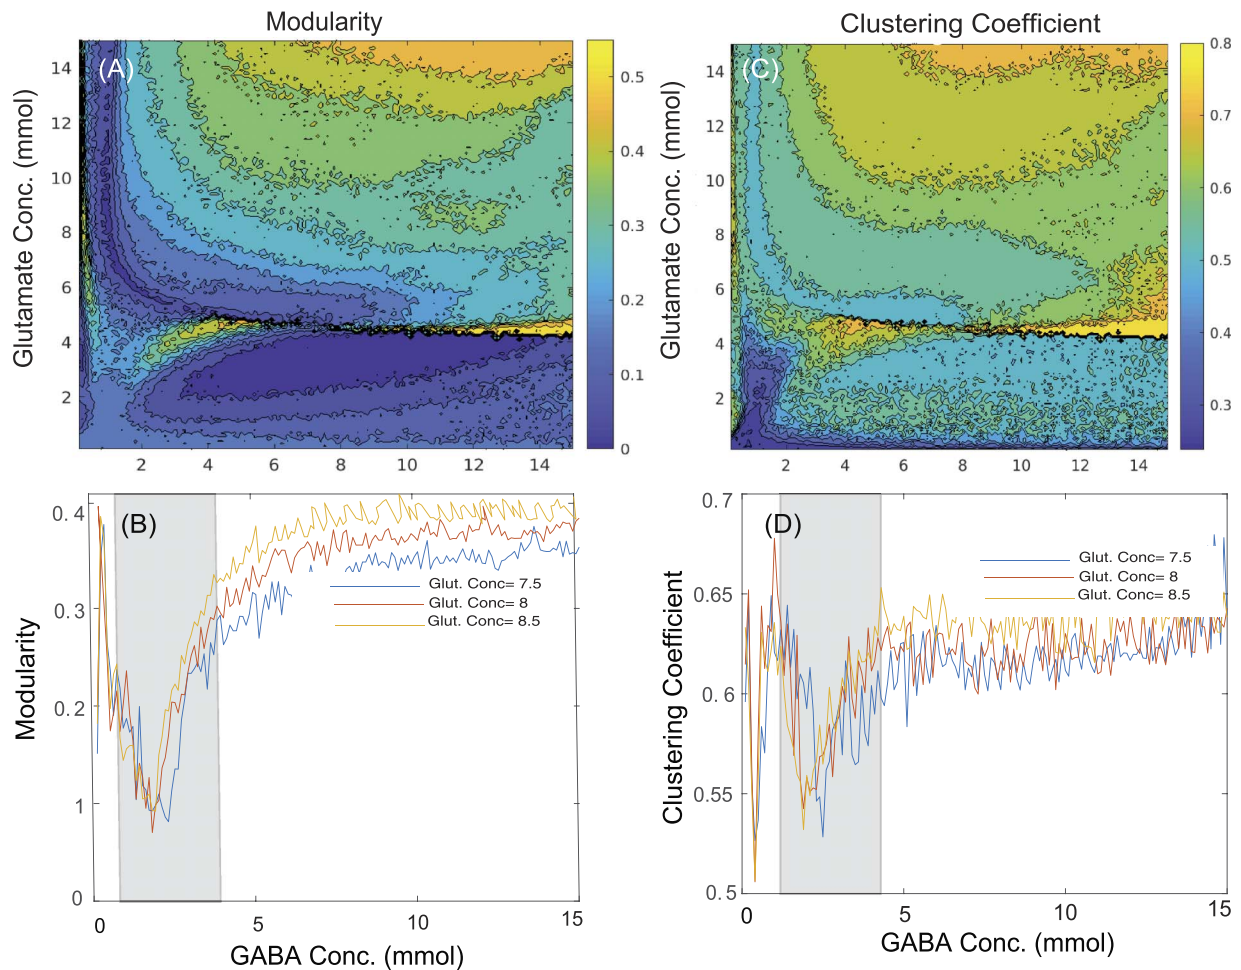 Modularity
Clustering Coefficient
(A)
Glutamate Conc. (mmol)
14
12
10
8
6
4
2
2 4 6 8 10 12 14
0.5
0.4
0.3
0.2
0.1
0
(C)
Glutamate Conc. (mmol)
14
12
10
8
6
4
2
2 4 6 8 10 12 14
0.8
0.7
0.6
0.5
0.4
0.3
(B)
Modularity
0.4
0.3
0.2
1
0
Glut. Conc= 7.5
Glut. Conc= 8
Glut. Conc= 8.5
0 5 10 15
GABA Conc. (mmol)
(D)
Clustering Coefficient
0.7
0.65
0.6
0.55
0.5
Glut. Conc= 7.5
Glut. Conc= 8
Glut. Conc= 8.5
0 5 10 15
GABA Conc. (mmol)